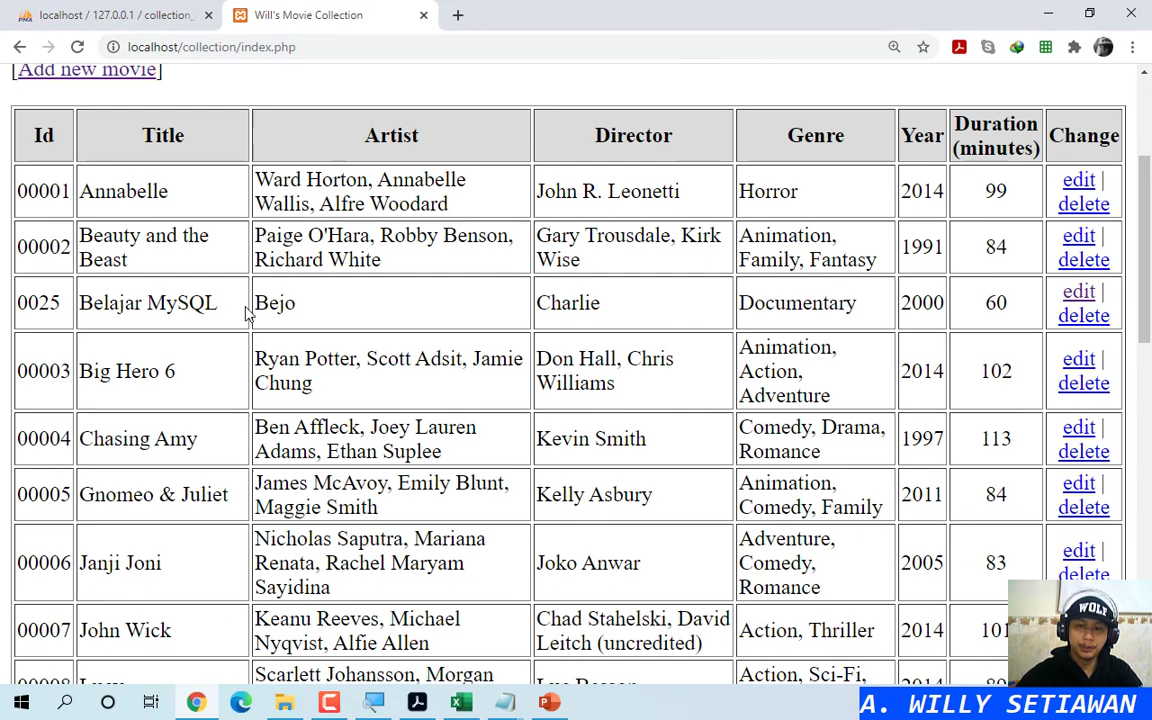 localhost / 127.0.0.1 / collection_
Will's Movie Collection
localhost/collection/index.php
[Add new movie]
Id Title Artist Director Genre Year Duration (minutes) Change
00001 Annabelle Ward Horton, Annabelle Wallis, Alfre Woodard John R. Leonetti Horror 2014 99 edit | delete
00002 Beauty and the Beast Paige O'Hara, Robby Benson, Richard White Gary Trousdale, Kirk Wise Animation, Family, Fantasy 1991 84 edit | delete
0025 Belajar MySQL Bejo Charlie Documentary 2000 60 edit | delete
00003 Big Hero 6 Ryan Potter, Scott Adsit, Jamie Chung Don Hall, Chris Williams Animation, Action, Adventure 2014 102 edit | delete
00004 Chasing Amy Ben Affleck, Joey Lauren Adams, Ethan Suplee Kevin Smith Comedy, Drama, Romance 1997 113 edit | delete
00005 Gnomeo & Juliet James McAvoy, Emily Blunt, Maggie Smith Kelly Asbury Animation, Comedy, Family 2011 84 edit | delete
00006 Janji Joni Nicholas Saputra, Mariana Renata, Rachel Maryam Sayidina Joko Anwar Adventure, Comedy, Romance 2005 83 edit | delete
00007 John Wick Keanu Reeves, Michael Nyqvist, Alfie Allen Chad Stahelski, David Leitch (uncredited) Action, Thriller 2014 101
Scarlett Johansson, Morgan Action, Sci-Fi,
WOLF
A. WILLY SETIAWAN